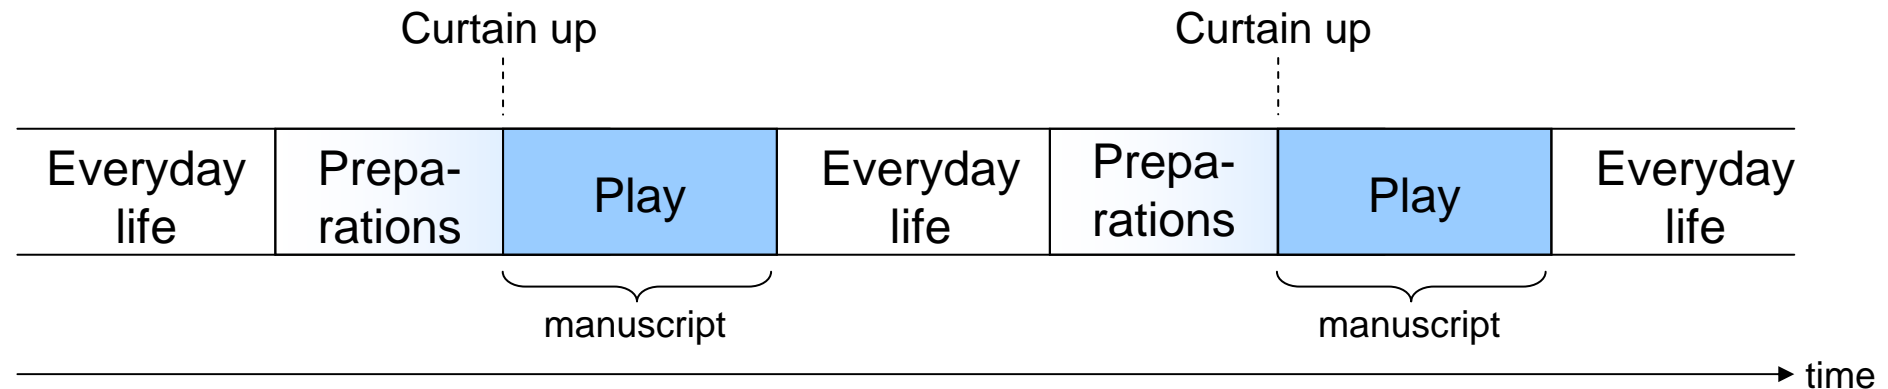 Curtain up
Curtain up
Everyday
life
Prepa-
rations
Play
Everyday
life
Prepa-
rations
Play
Everyday
life
manuscript
manuscript
time